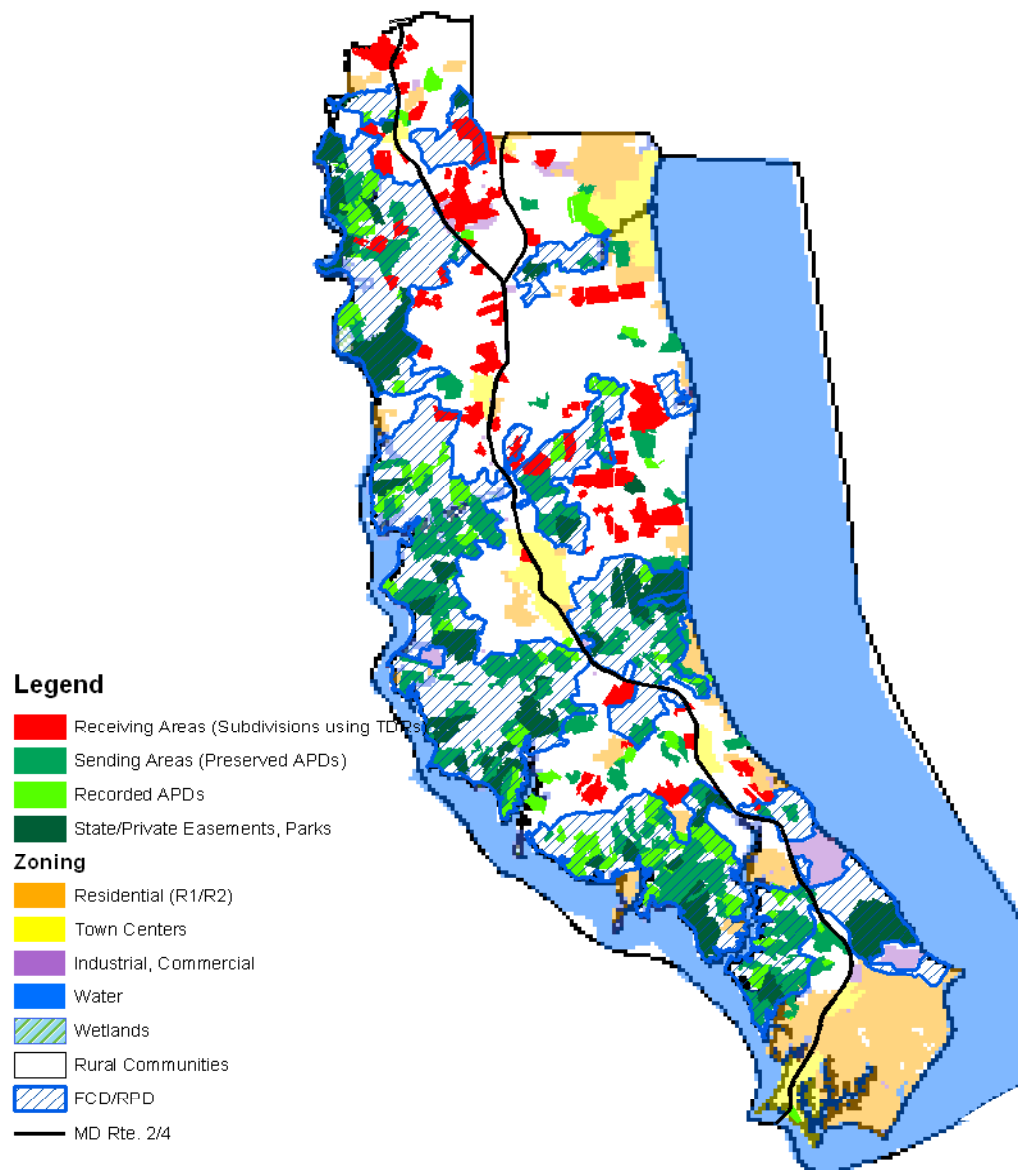 Legend
Receiving Areas (Subdivisions using TDRs)
Sending Areas (Preserved APDs)
Recorded APDs
State/Private Easements, Parks
Zoning
Residential (R1/R2)
Town Centers
Industrial, Commercial
Water
Wetlands
Rural Communities
FCD/RPD
MD Rte. 2/4